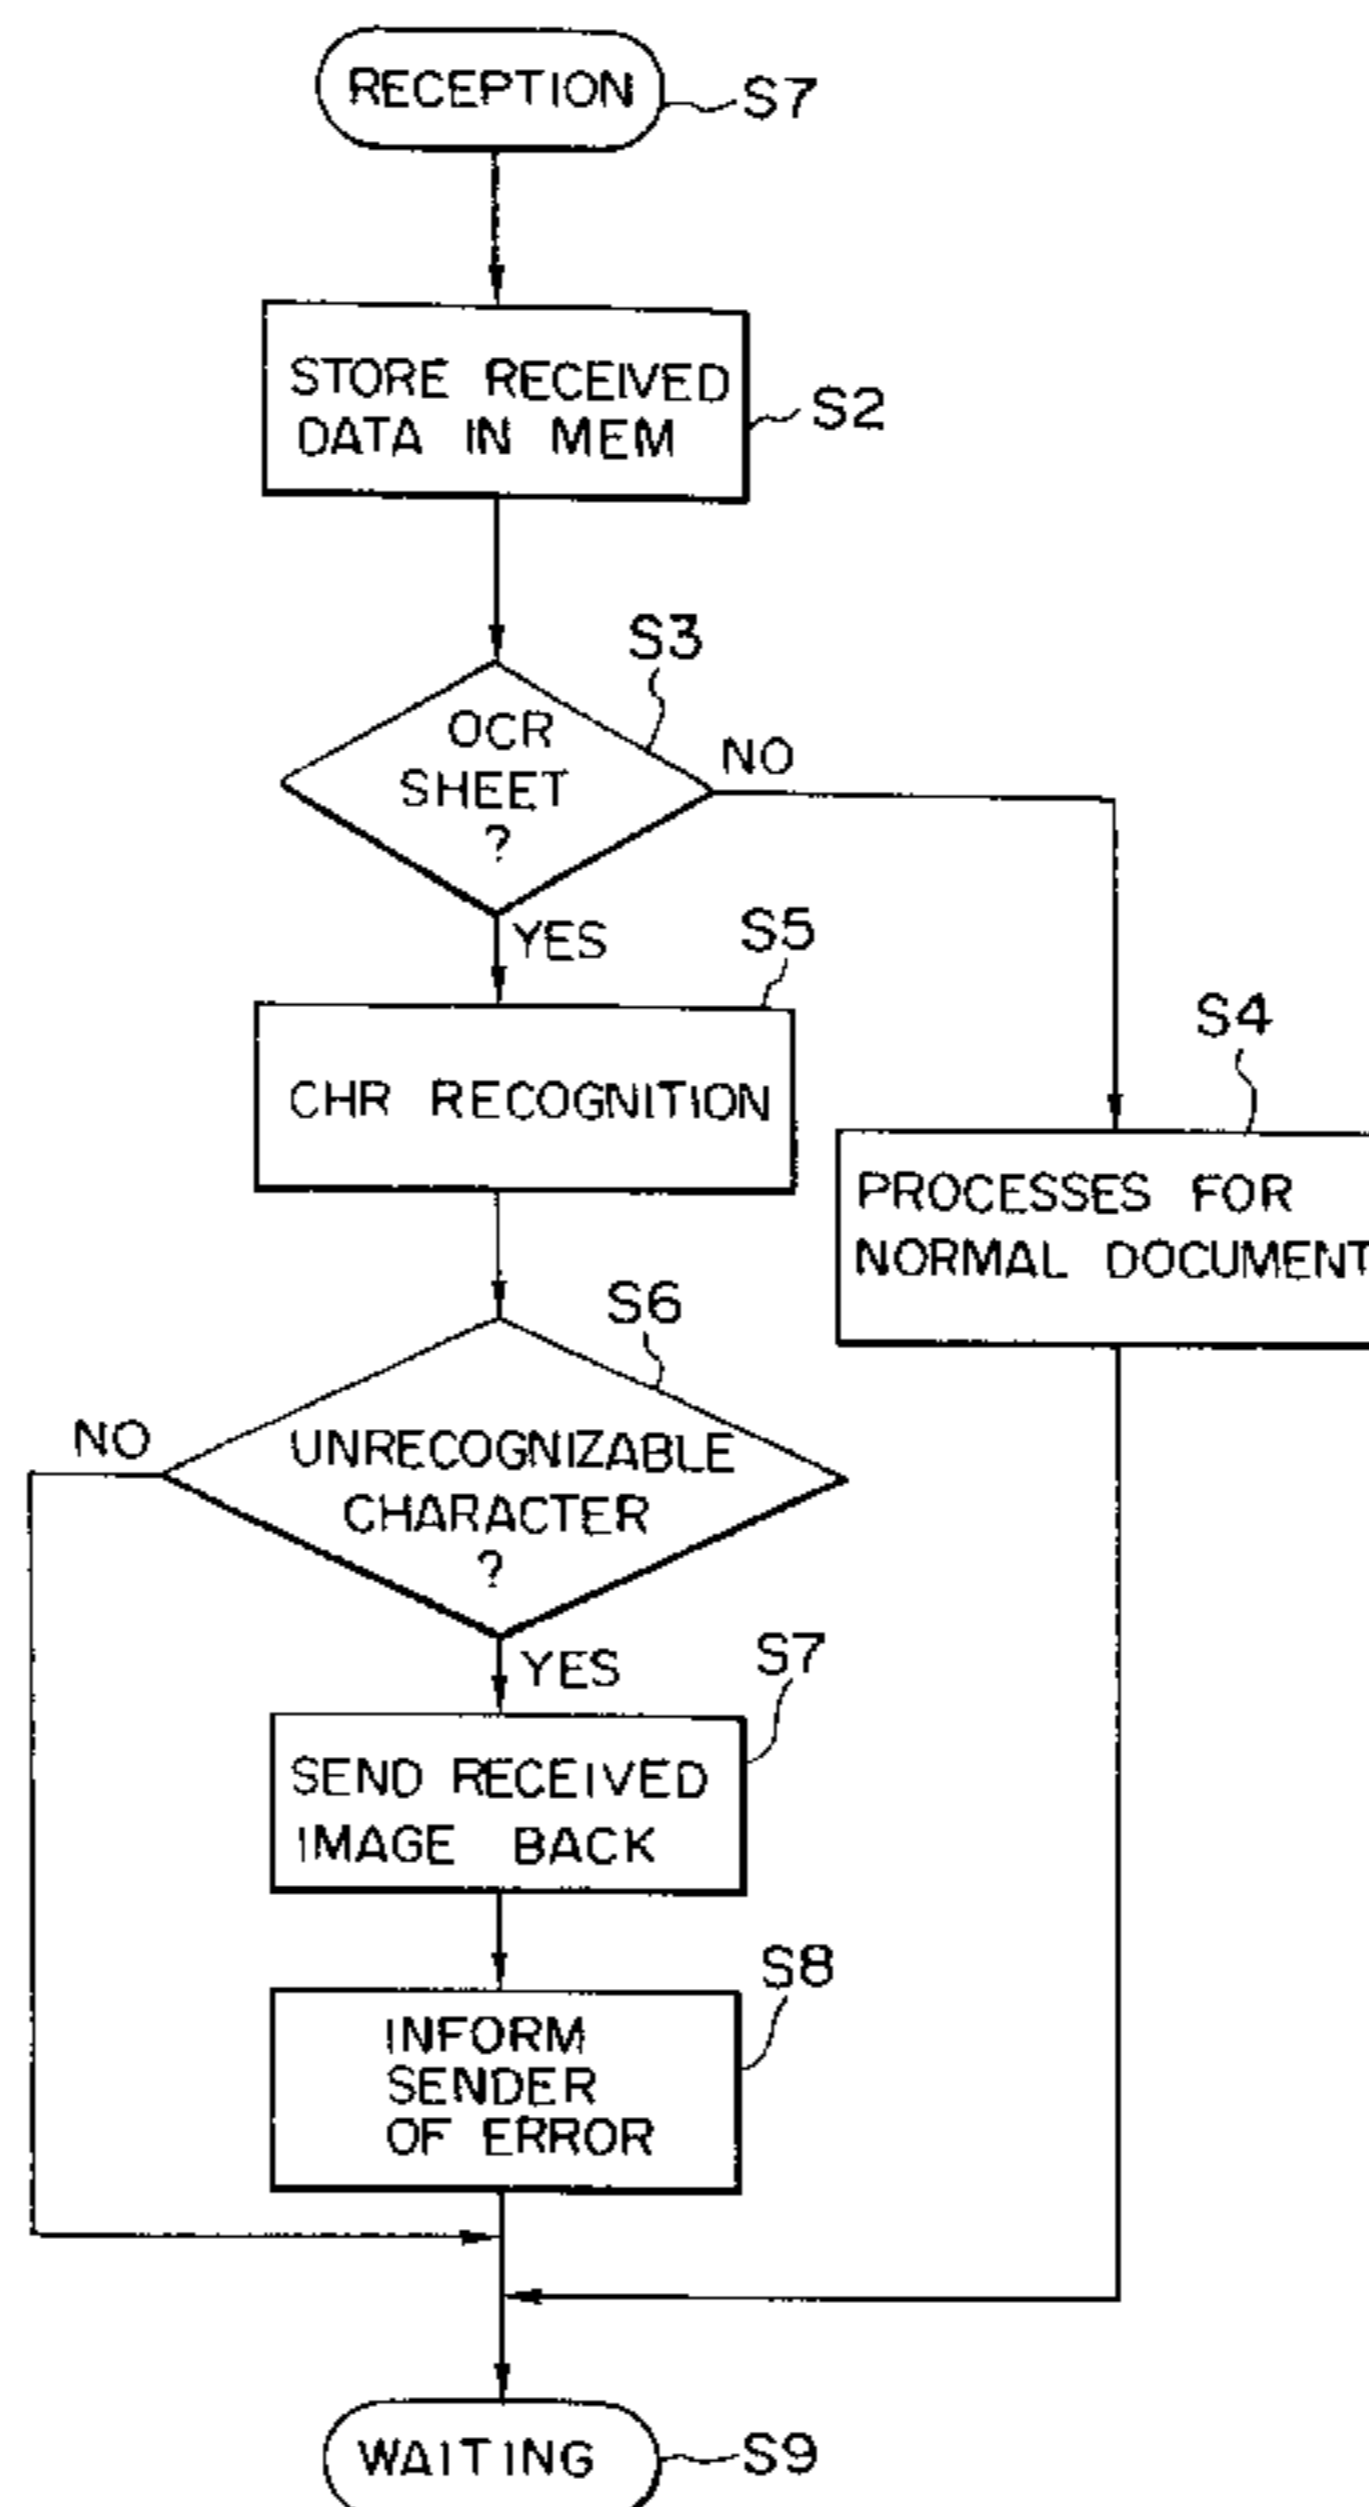 RECEPTION
S7
STORE RECEIVED
DATA IN MEM
S2
S3
OCR
SHEET
?
NO
YES
S5
CHR RECOGNITION
S4
PROCESSES FOR
NORMAL DOCUMENT
S6
NO
UNRECOGNIZABLE
CHARACTER
?
YES
S7
SEND RECEIVED
IMAGE BACK
S8
INFORM
SENDER
OF ERROR
WAITING
S9